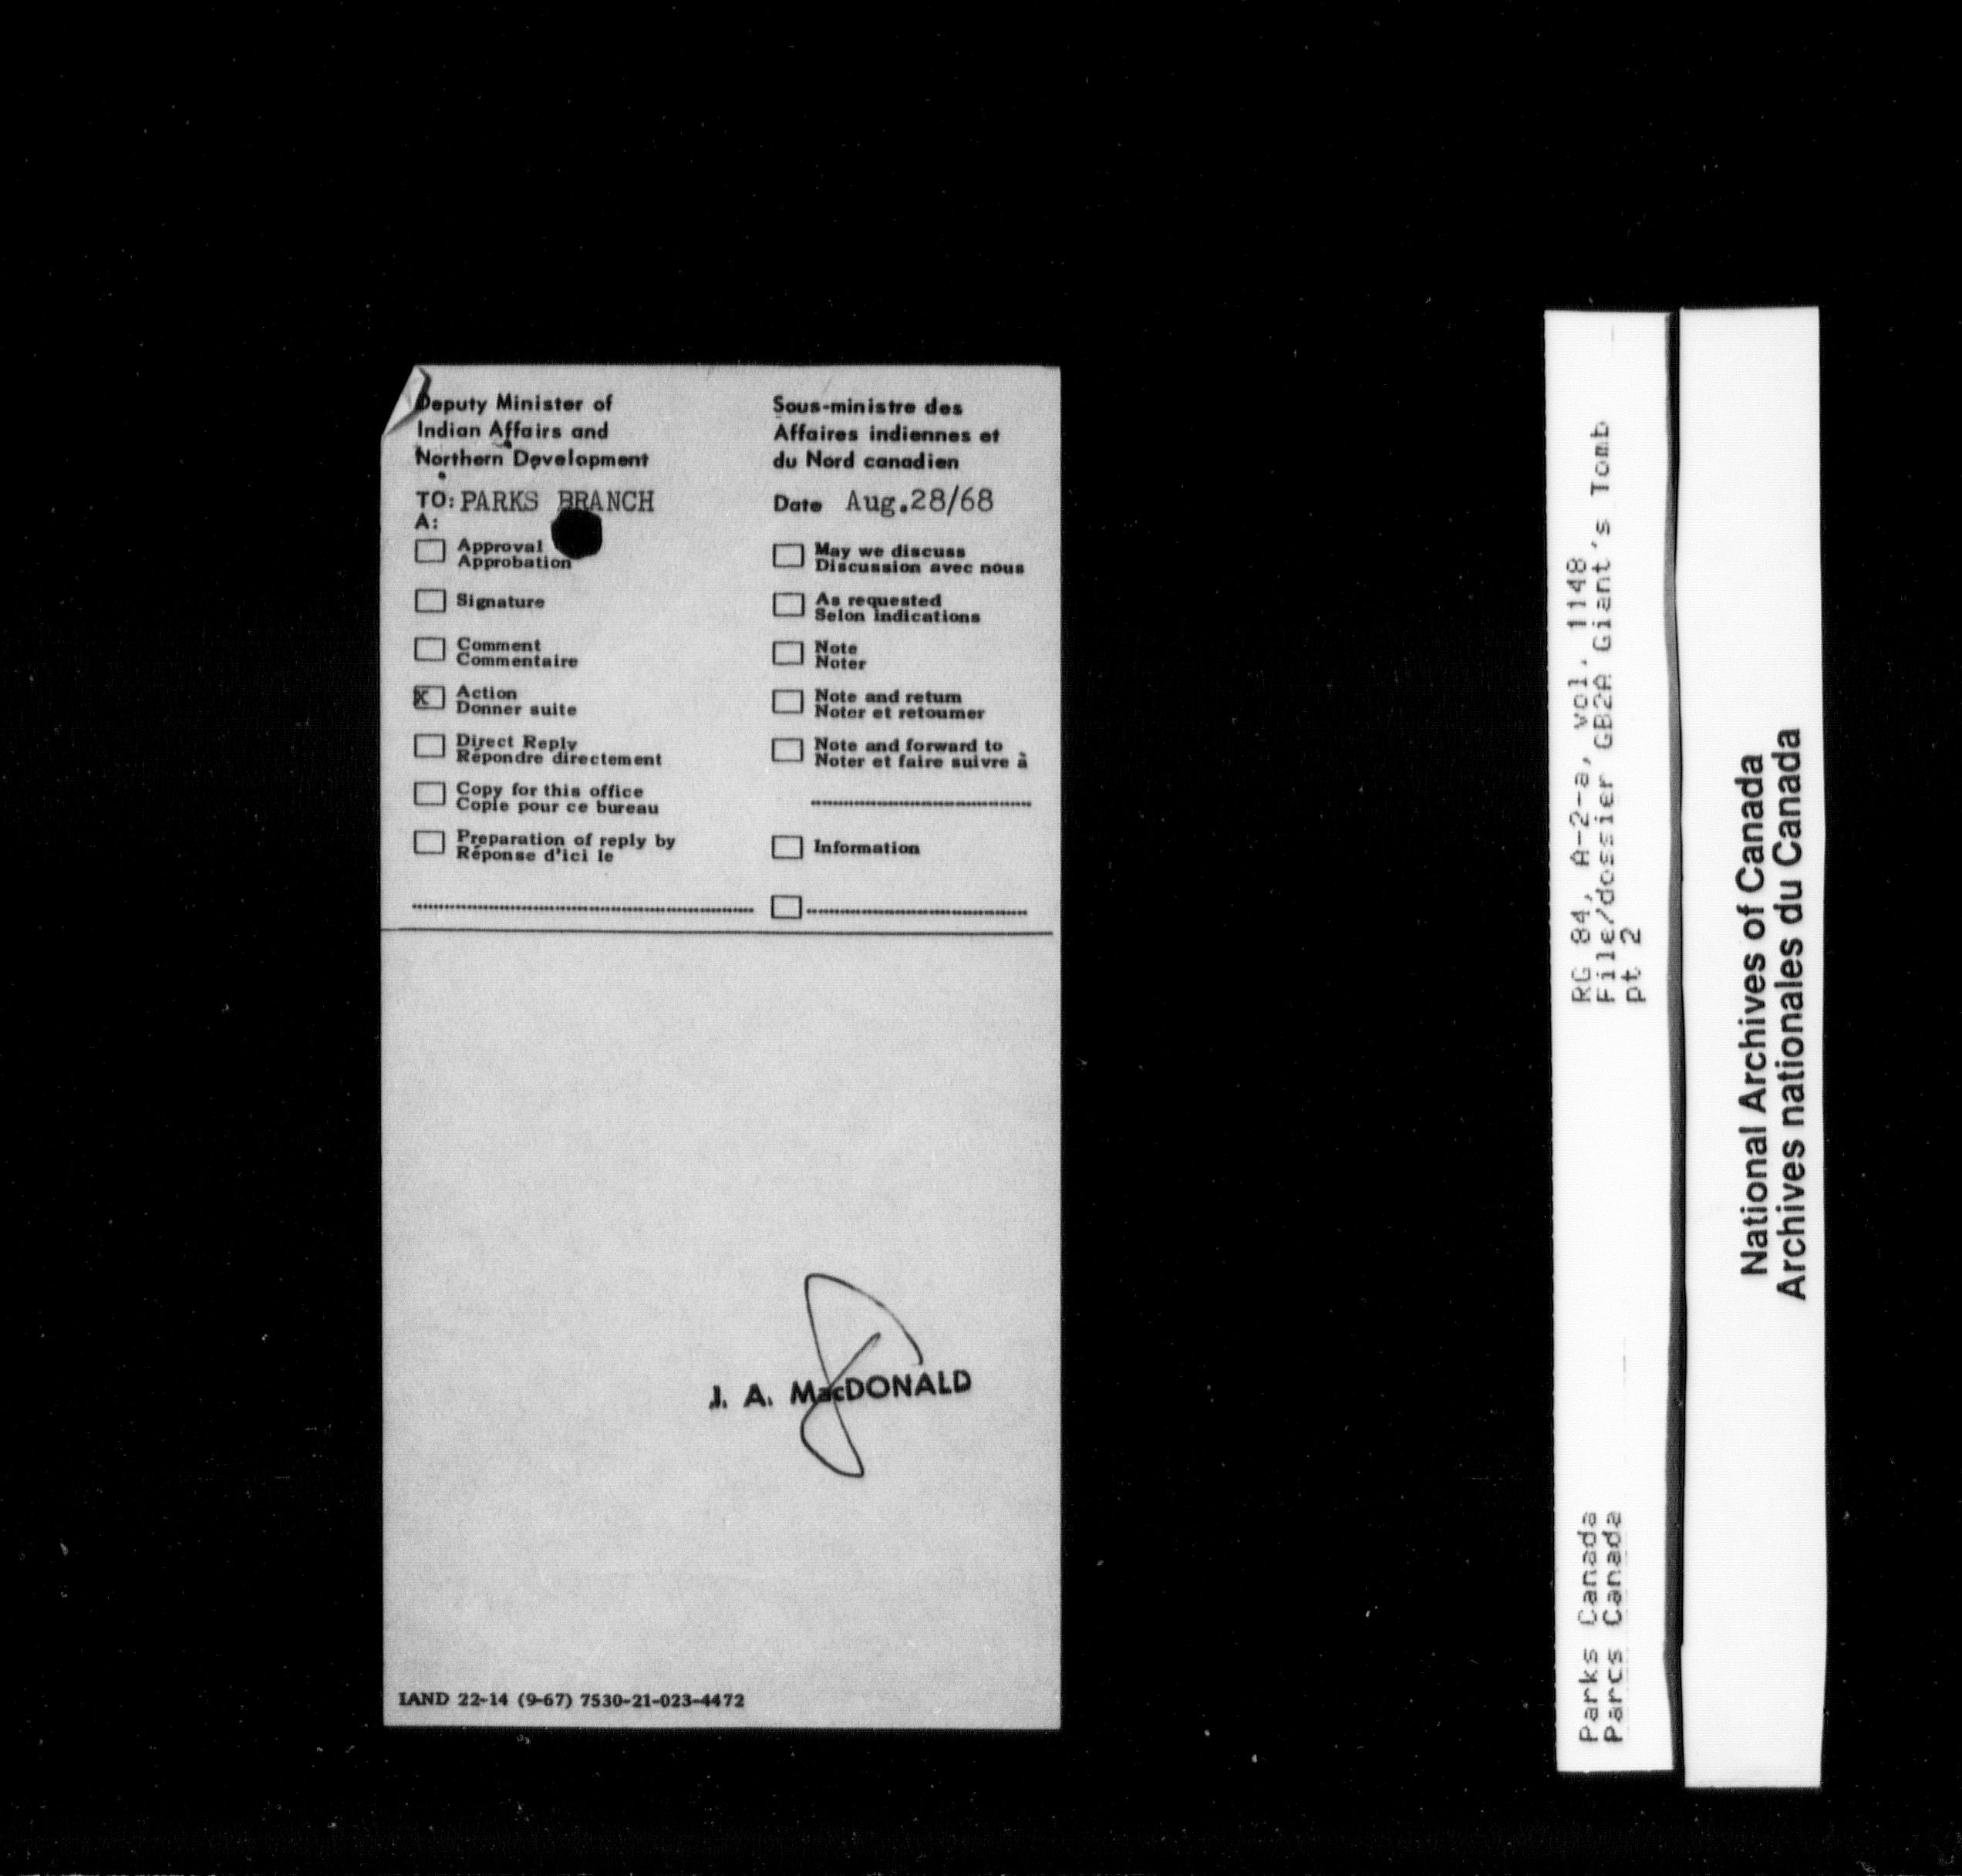 Deputy Minister of
Indian Affairs and
Northern Development
Sous-ministre des
Affaires indiennes et
du Nord canadien
TO: PARKS BRANCH
A:
Date Aug.28/68
Approval
Approbation
Signature
Comment
Commentaire
X Action
Donner suite
Direct Reply
Répondre directement
Copy for this office
Copie pour ce bureau
Preparation of reply by
Réponse d'ici le
May we discuss
Discussion avec nous
As requested
Selon indications
Note
Noter
Note and return
Noter et retourner
Note and forward to
Noter et faire suivre à
Information
J. A. MacDONALD
IAND 22-14 (9-67) 7530-21-023-4472
RG 84, A-2-a, vol. 1148
File/dossier GB2A Giant's Tomb
pt 2
Parks Canada
Parcs Canada
National Archives of Canada
Archives nationales du Canada